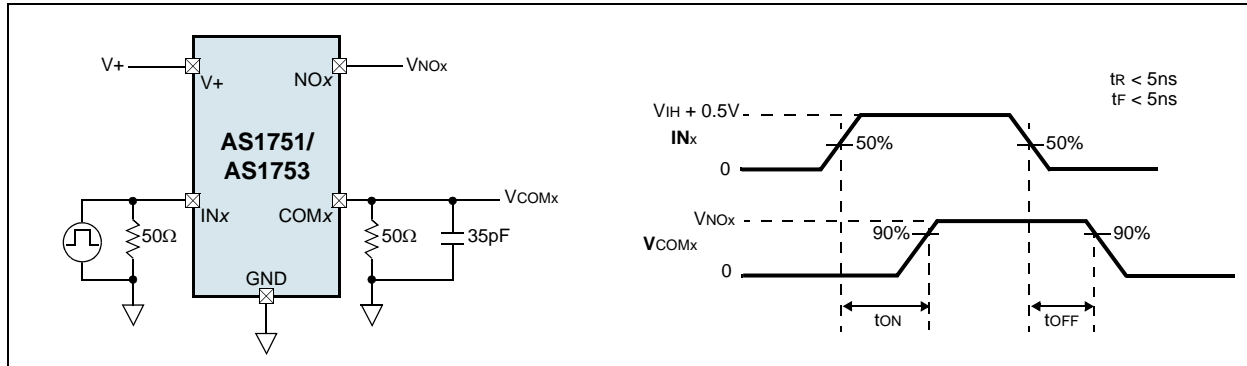 V+
V+
NOx
VNOx
AS1751/
AS1753
INx
COMx
VCOMx
50Ω
50Ω
35pF
GND
tR < 5ns
tF < 5ns
VIH + 0.5V
INx
50%
50%
0
VNOx
90%
90%
VCOMx
0
tON
tOFF